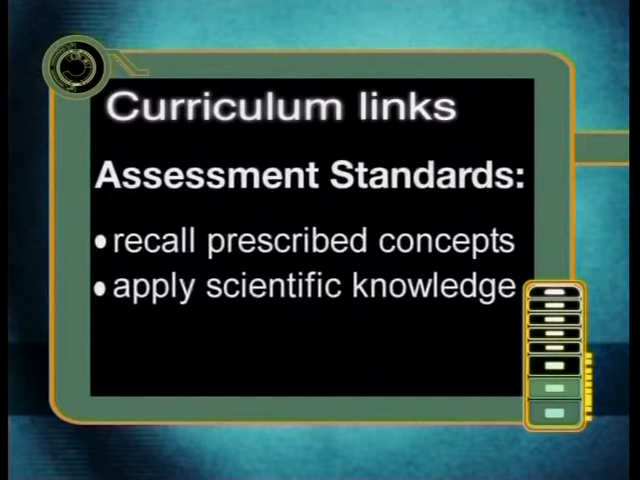 Curriculum links
Assessment Standards:
•recall prescribed concepts
•apply scientific knowledge